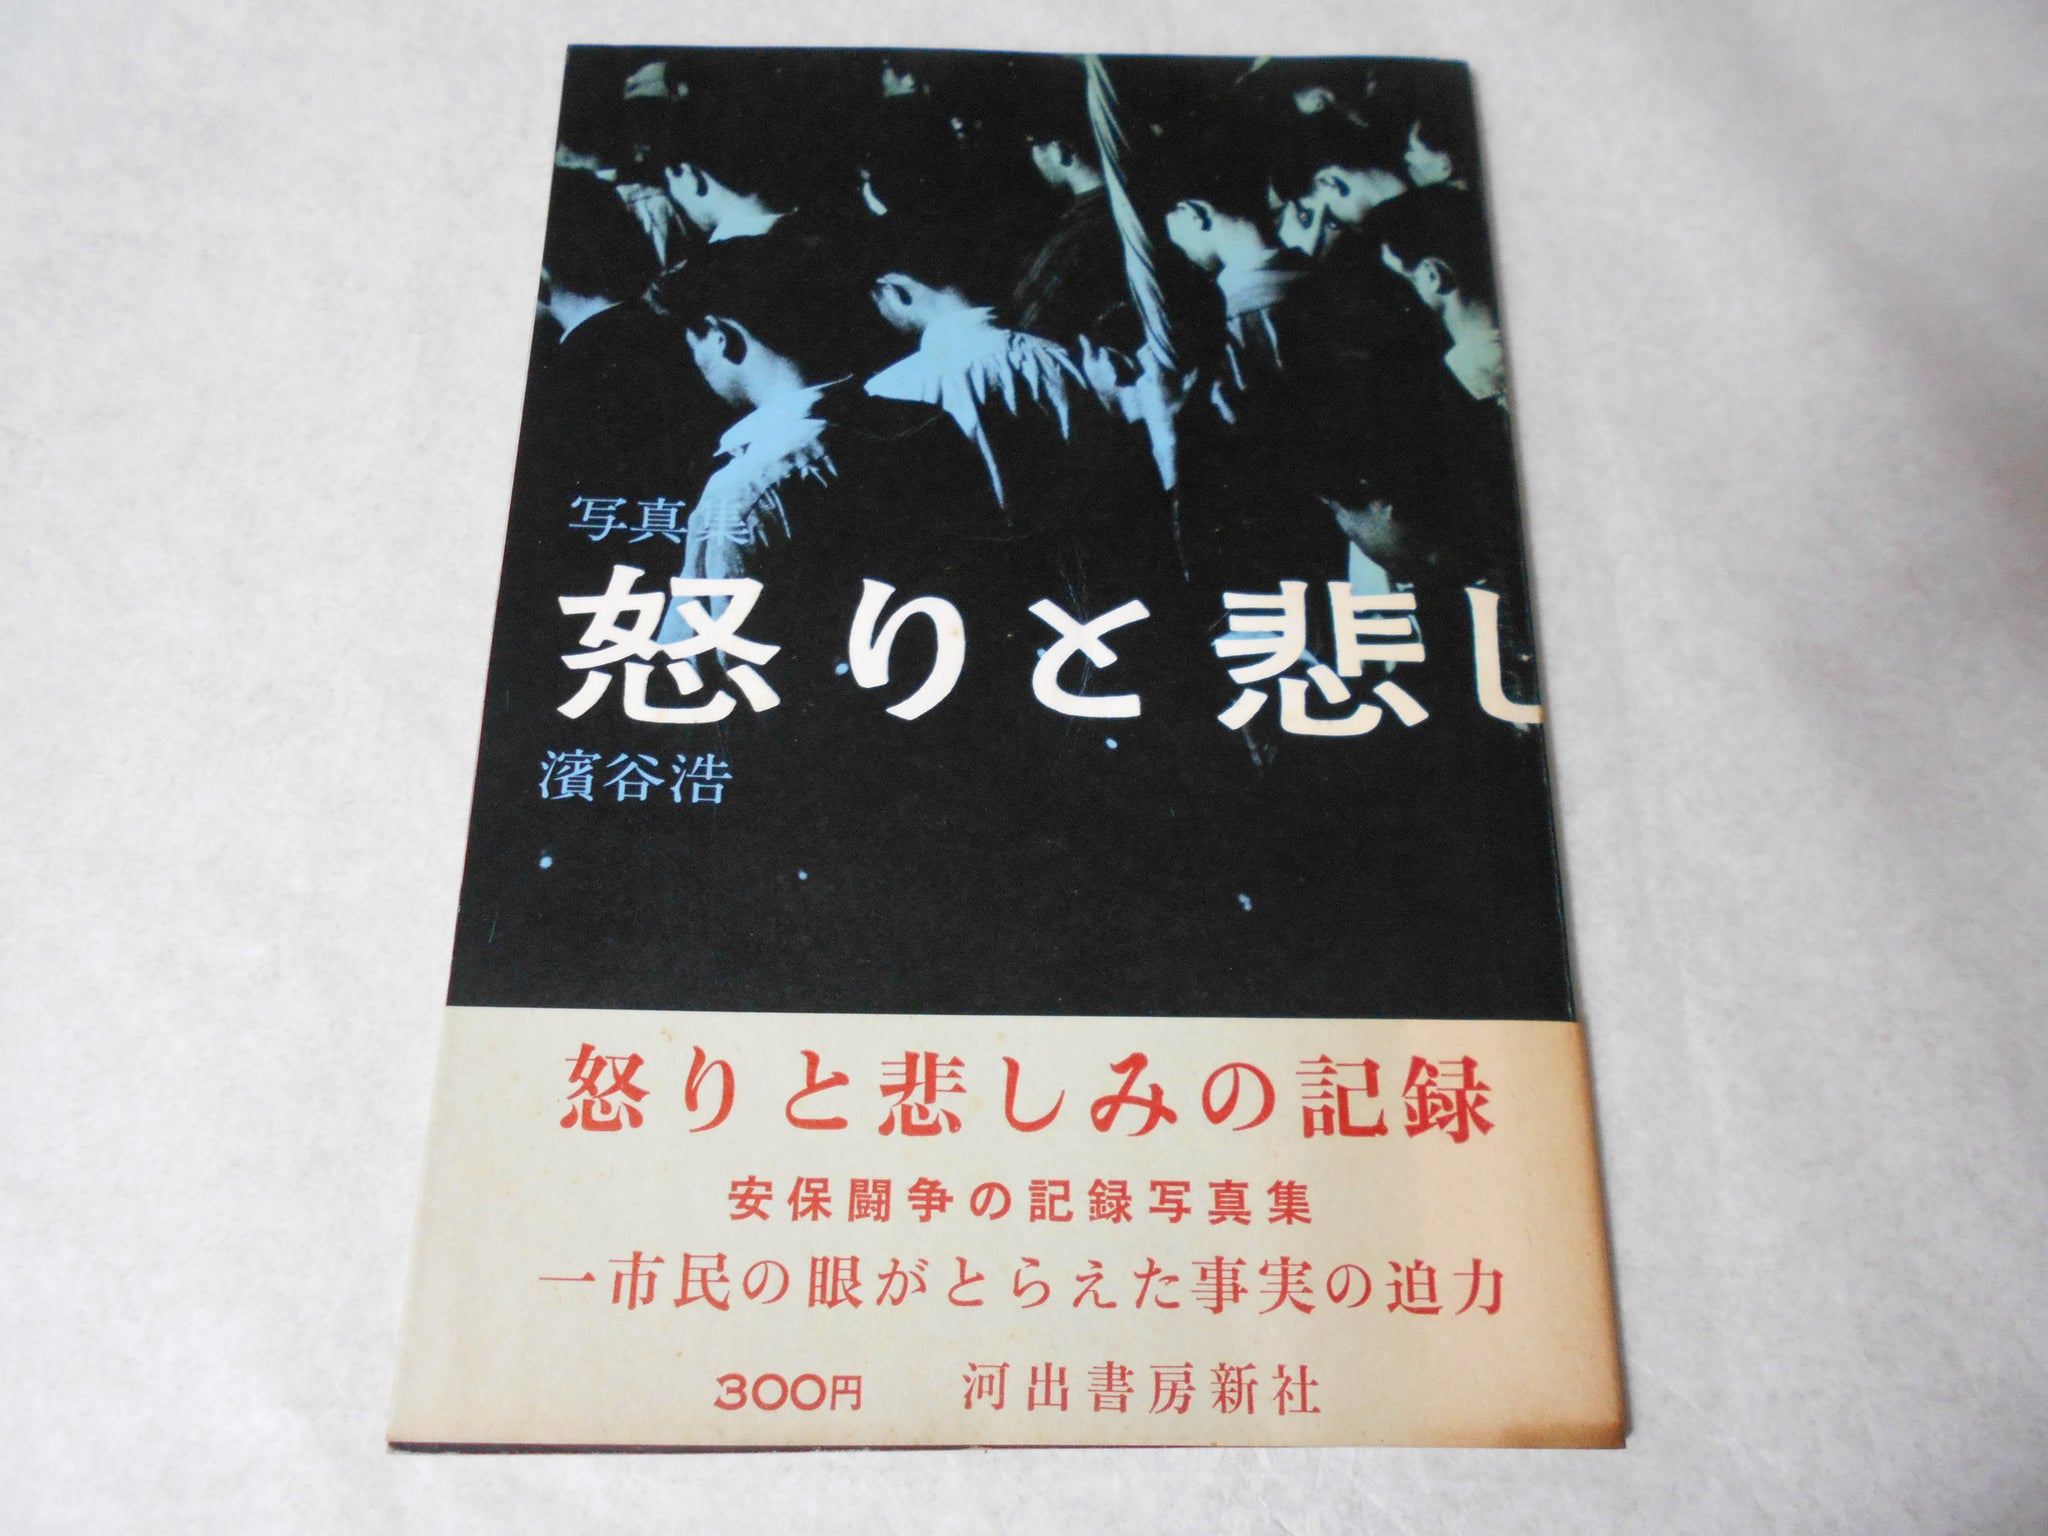 写真集
怒りと悲し
濱谷浩
怒りと悲しみの記録
安保闘争の記録写真集
一市民の眼がとらえた事実の迫力
300円 河出書房新社